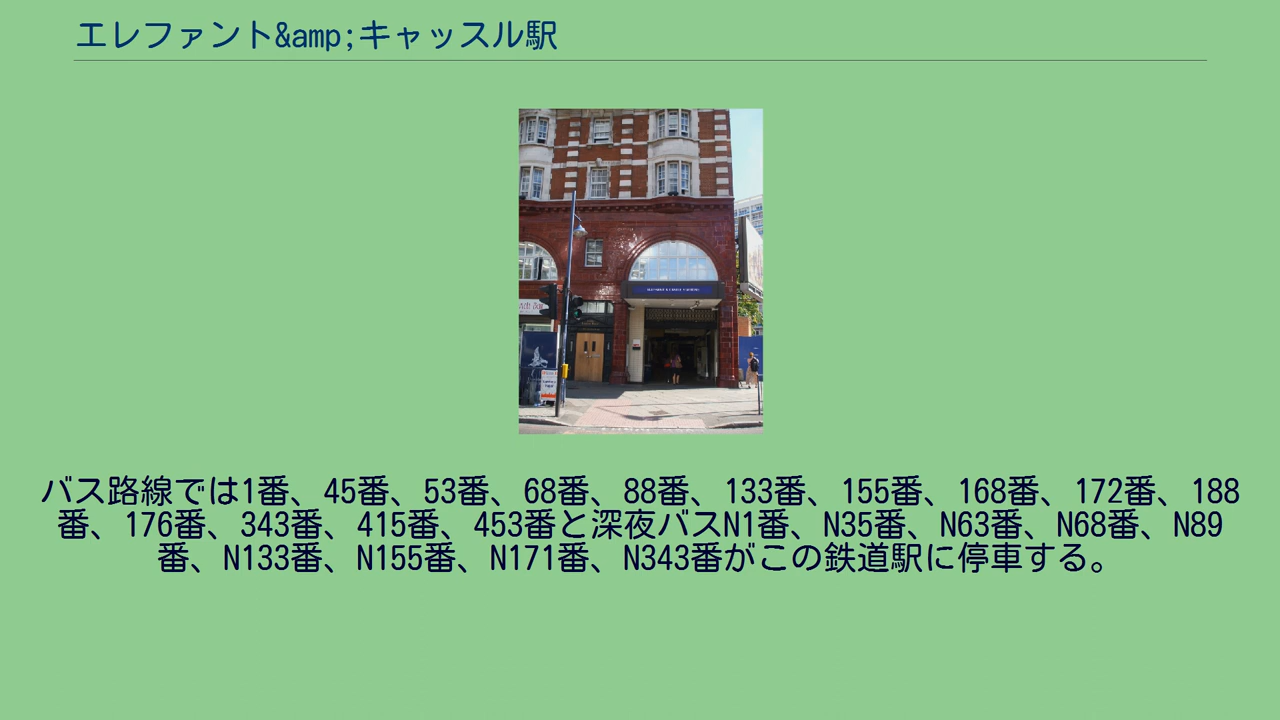 エレファント&amp;キャッスル駅
バス路線では1番、45番、53番、68番、88番、133番、155番、168番、172番、188
番、176番、343番、415番、453番と深夜バスN1番、N35番、N63番、N68番、N89
番、N133番、N155番、N171番、N343番がこの鉄道駅に停車する。